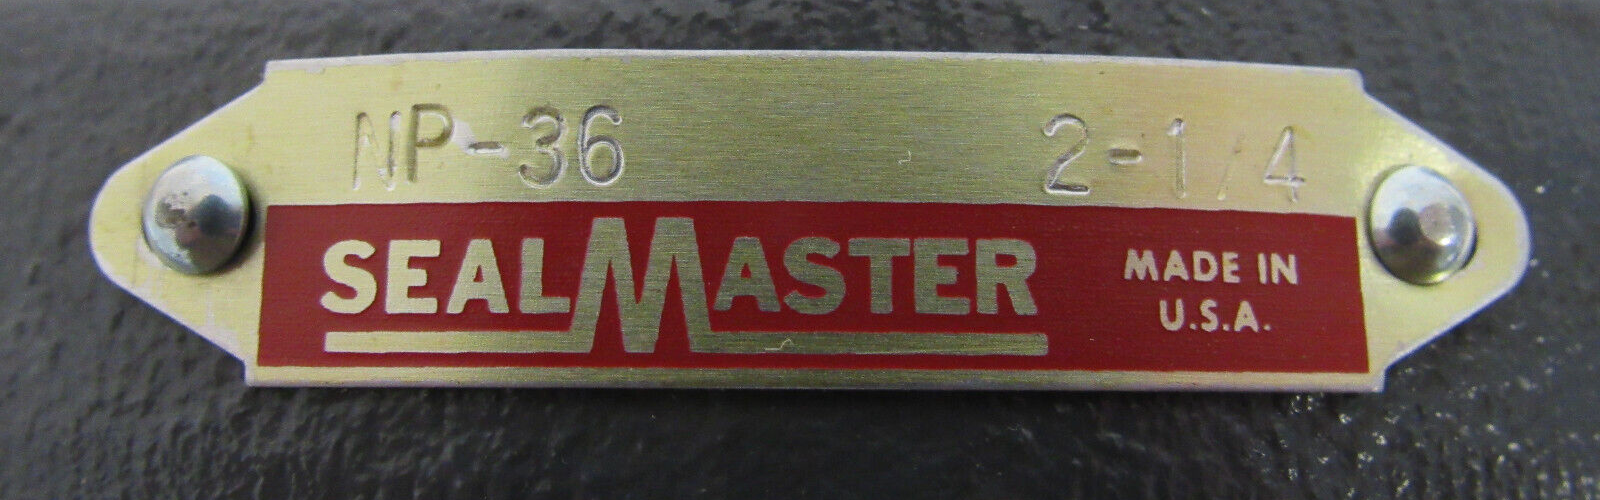 NP-36 2-1/4
SEALMASTER MADE IN
U.S.A.